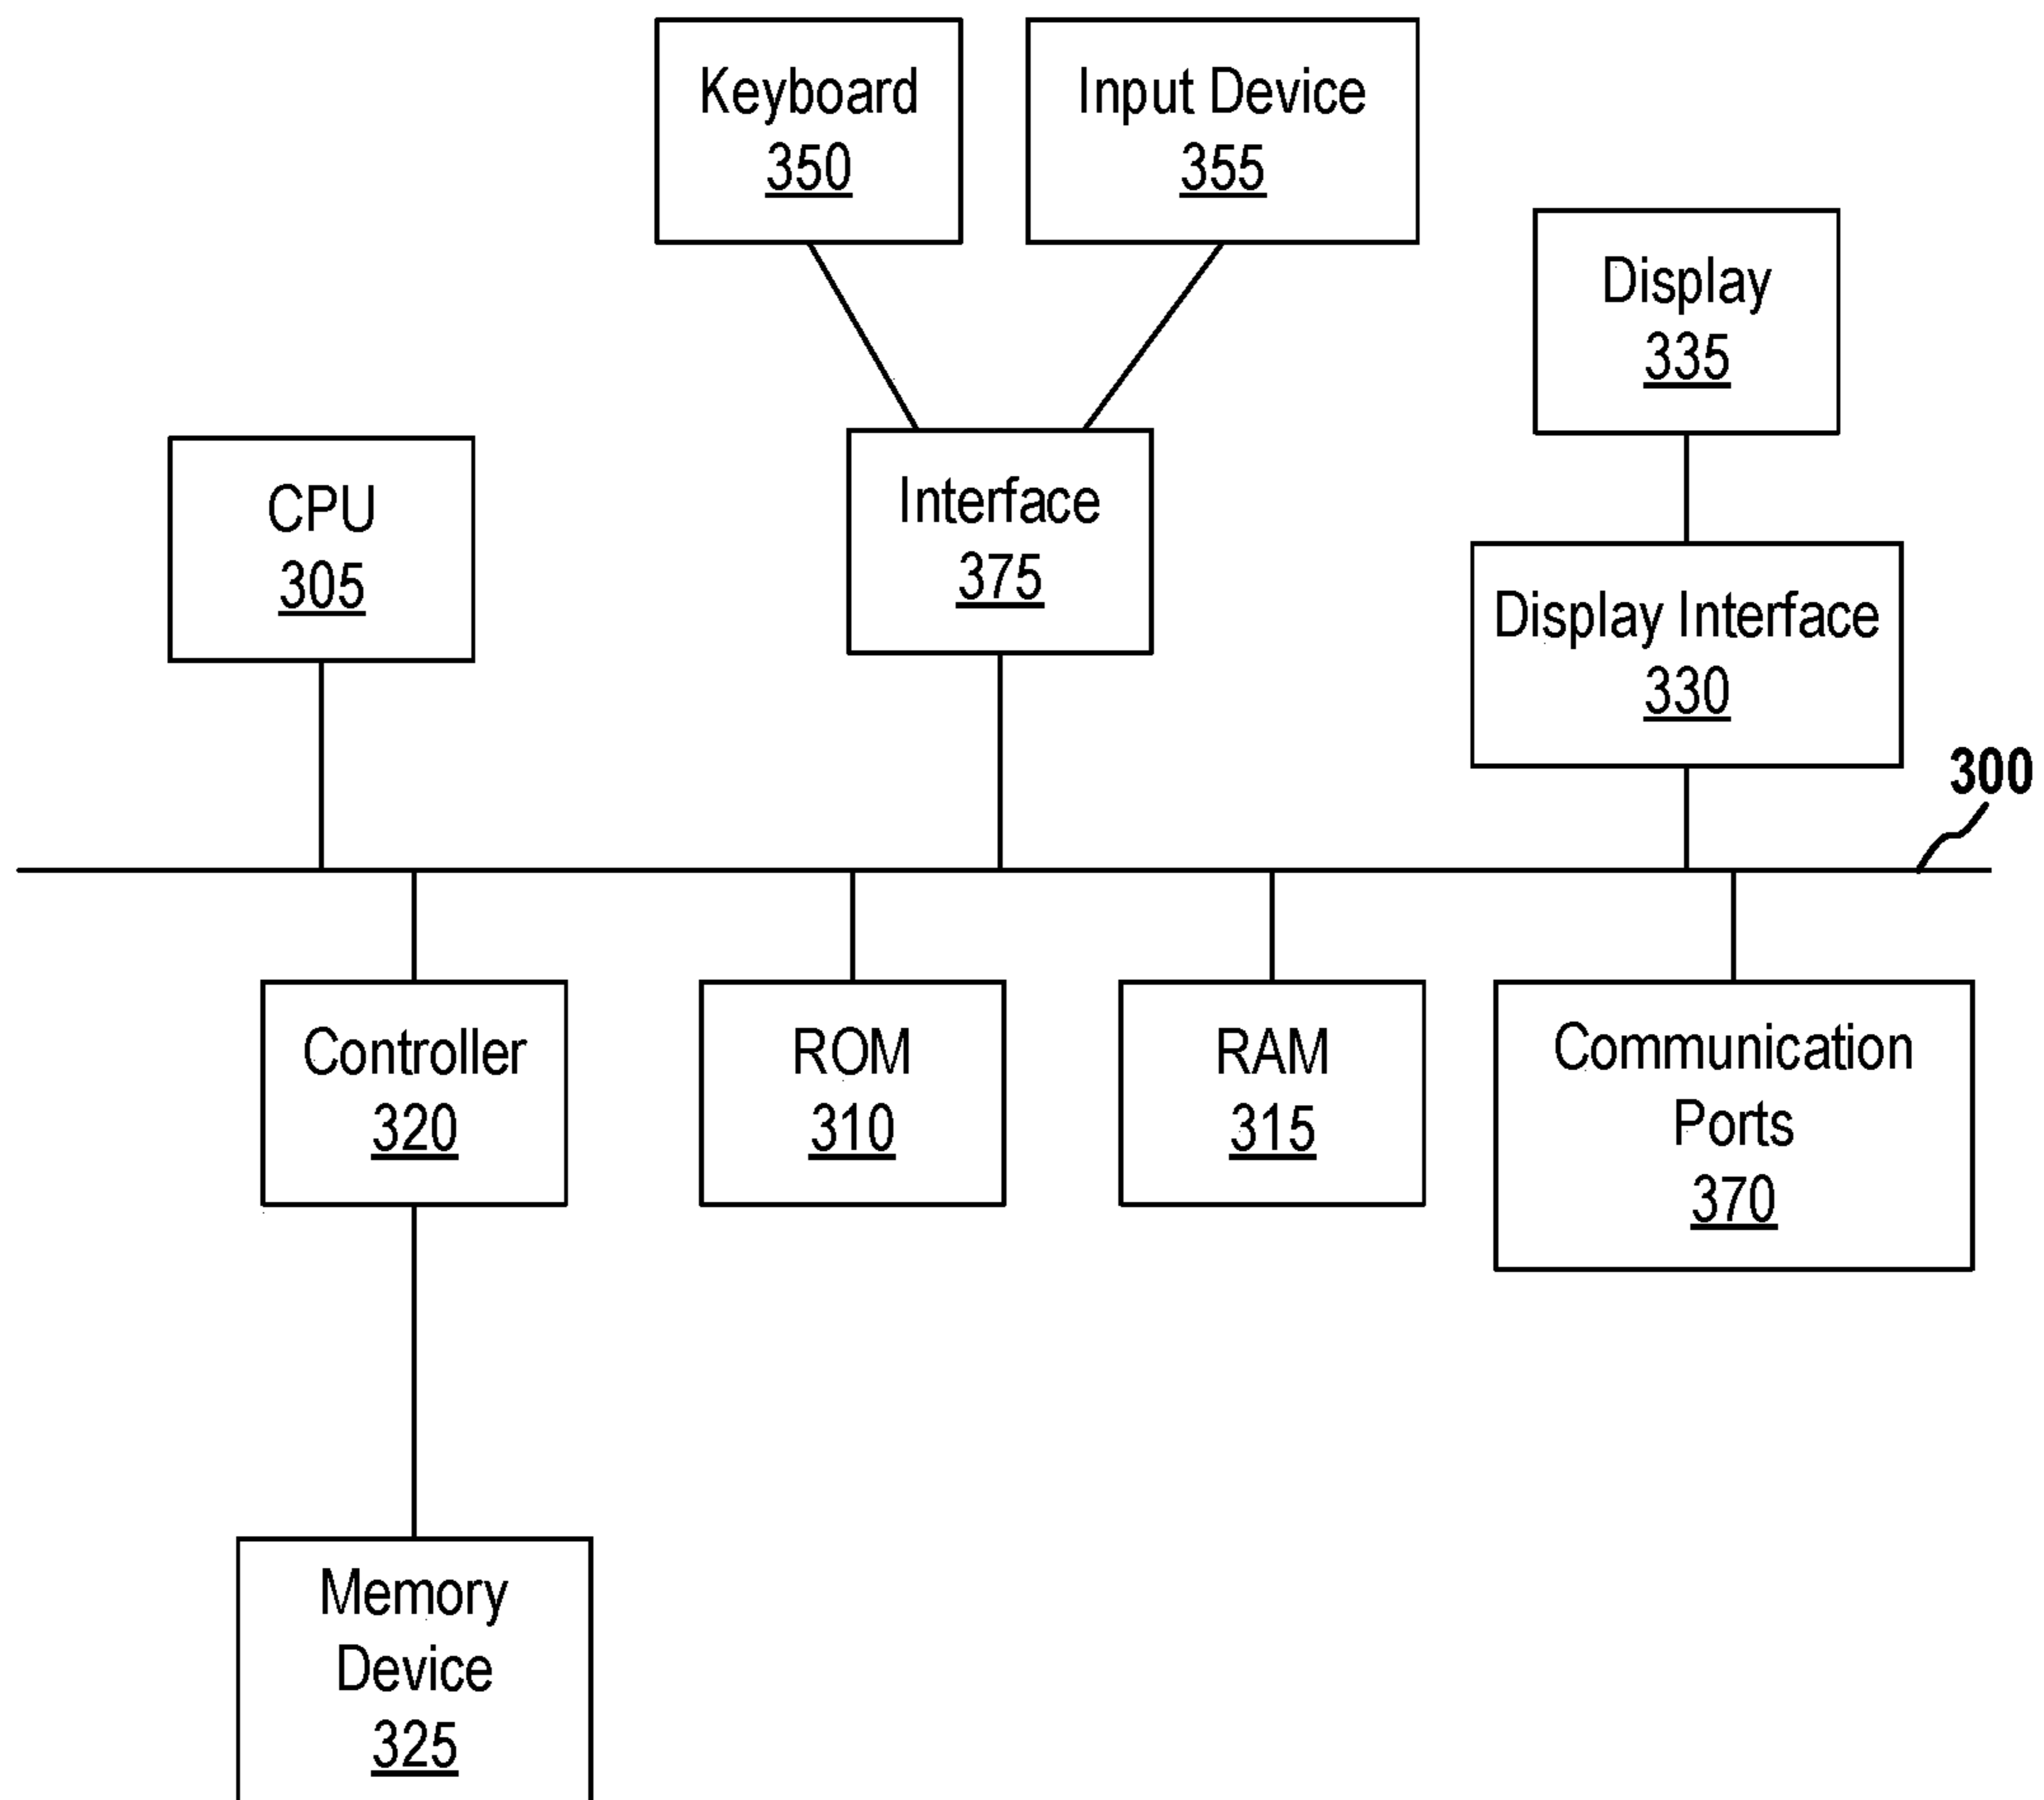 Keyboard
350
Input Device
355
Display
335
CPU
305
Interface
375
Display Interface
330
300
Controller
320
ROM
310
RAM
315
Communication
Ports
370
Memory
Device
325